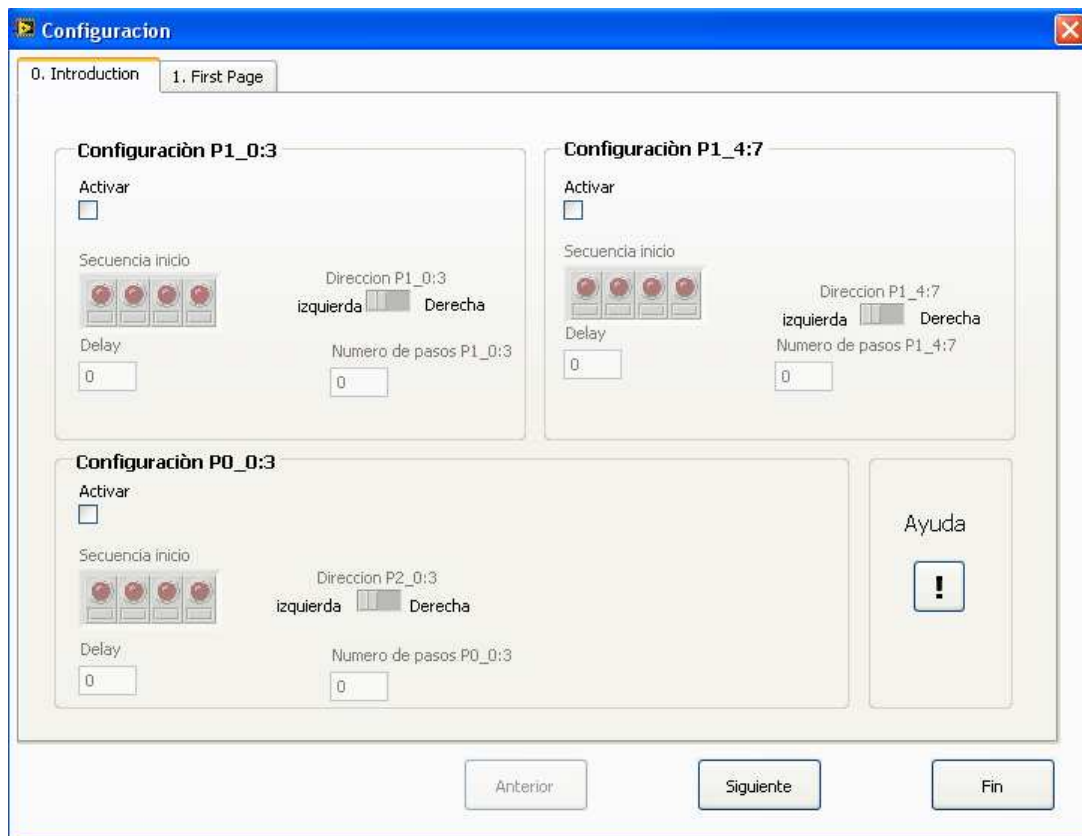 Configuracion
0. Introduction
1. First Page
Configuraciòn P1_0:3
Activar
Secuencia inicio
Direccion P1_0:3
izquierda Derecha
Delay
Numero de pasos P1_0:3
0
0
Configuraciòn P1_4:7
Activar
Secuencia inicio
Direccion P1_4:7
izquierda Derecha
Delay
Numero de pasos P1_4:7
0
0
Configuraciòn P0_0:3
Activar
Secuencia inicio
Direccion P2_0:3
izquierda Derecha
Delay
Numero de pasos P0_0:3
0
0
Ayuda
!
Anterior
Siguiente
Fin